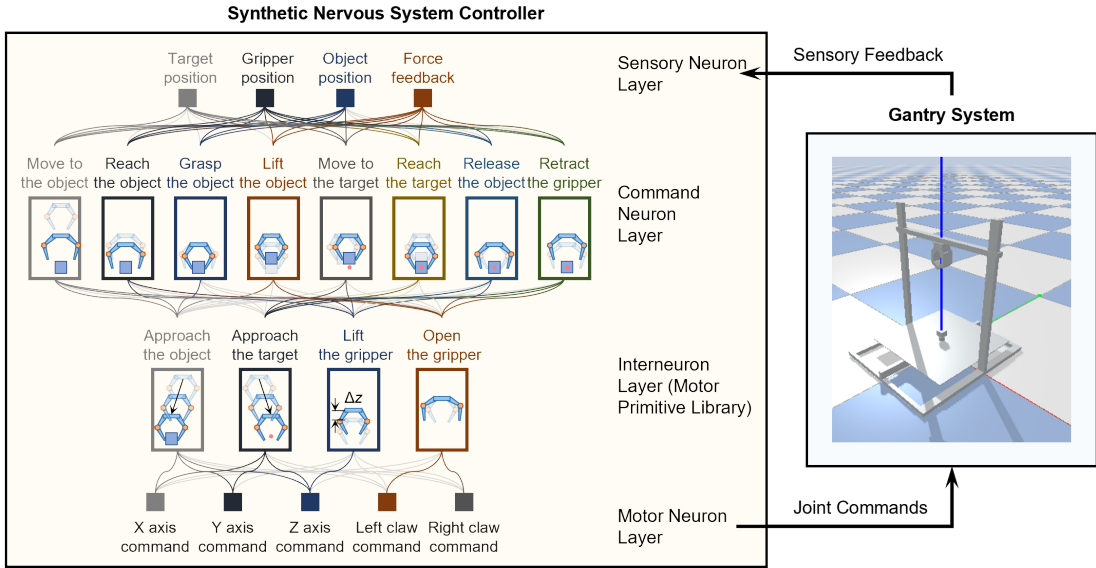 Synthetic Nervous System Controller
Target
position
Gripper
position
Object
position
Force
feedback
Sensory Neuron
Layer
Move to
the object
Reach
the object
Grasp
the object
Lift
the object
Move to
the target
Reach
the target
Release
the object
Retract
the gripper
Command
Neuron
Layer
Approach
the object
Approach
the target
Lift
the gripper
Open
the gripper
Δz
Interneuron
Layer (Motor
Primitive Library)
X axis
command
Y axis
command
Z axis
command
Left claw
command
Right claw
command
Motor Neuron
Layer
Sensory Feedback
Gantry System
Joint Commands